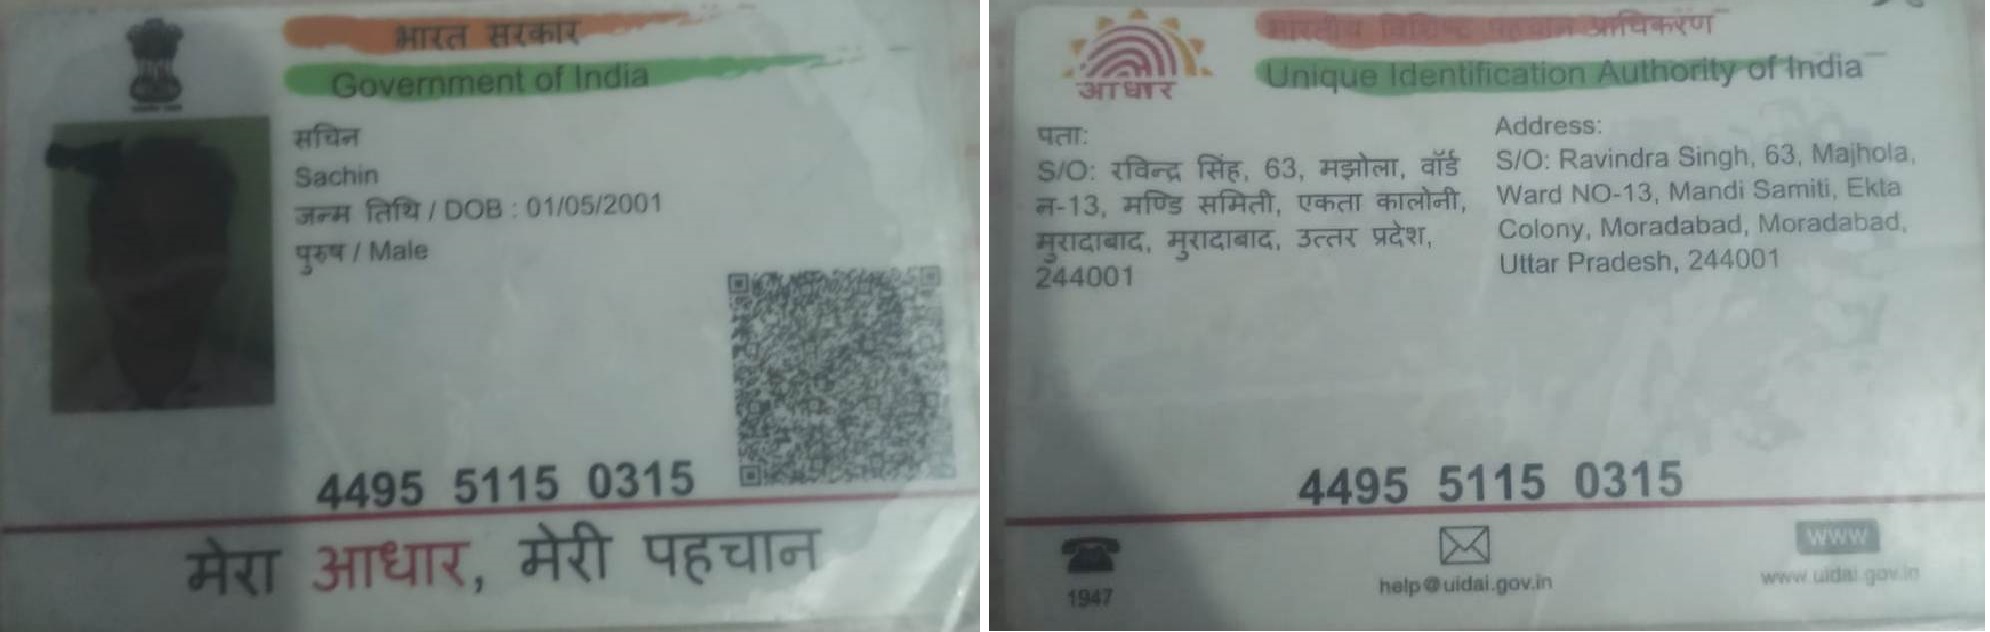 भारत सरकार
Government of India
सचिन
Sachin
जन्म तिथि / DOB : 01/05/2001
पुरुष / Male
4495 5115 0315
मेरा आधार, मेरी पहचान
भारतीय विशिष्ट पहचान प्राधिकरण
Unique Identification Authority of India
आधार
पता:
S/O: रविन्द्र सिंह, 63, मझोला, वॉर्ड
न-13, मण्डि समिती, एकता कालोनी,
मुरादाबाद, मुरादाबाद, उत्तर प्रदेश,
244001
Address:
S/O: Ravindra Singh, 63, Majhola,
Ward NO-13, Mandi Samiti, Ekta
Colony, Moradabad, Moradabad,
Uttar Pradesh, 244001
4495 5115 0315
1947
help@uidai.gov.in
www
www.uidai.gov.in